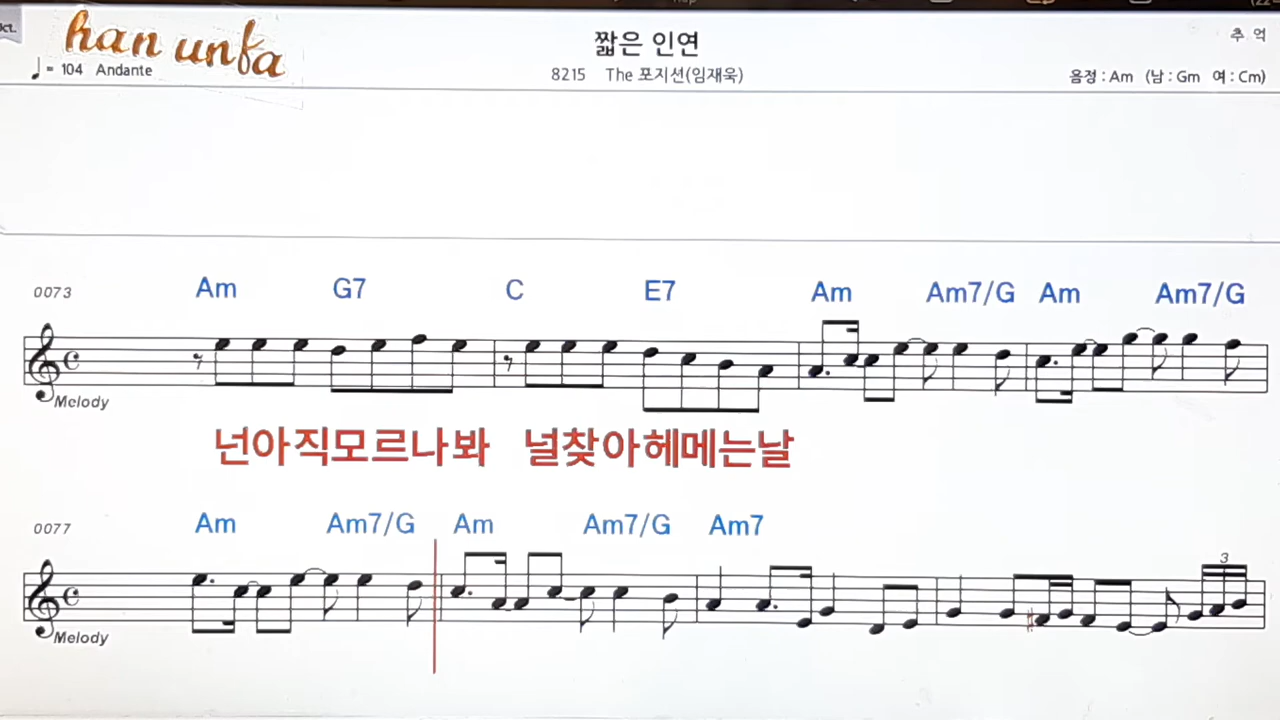 han unfa
짧은 인연
추 억
♩= 104 Andante
8215 The 포지션(임재욱)
음정 : Am (남 : Gm 여 : Cm)
0073 Am G7 C E7 Am Am7/G Am Am7/G
Melody
넌아직모르나봐 널찾아헤메는날
0077 Am Am7/G Am Am7/G Am7
3
Melody